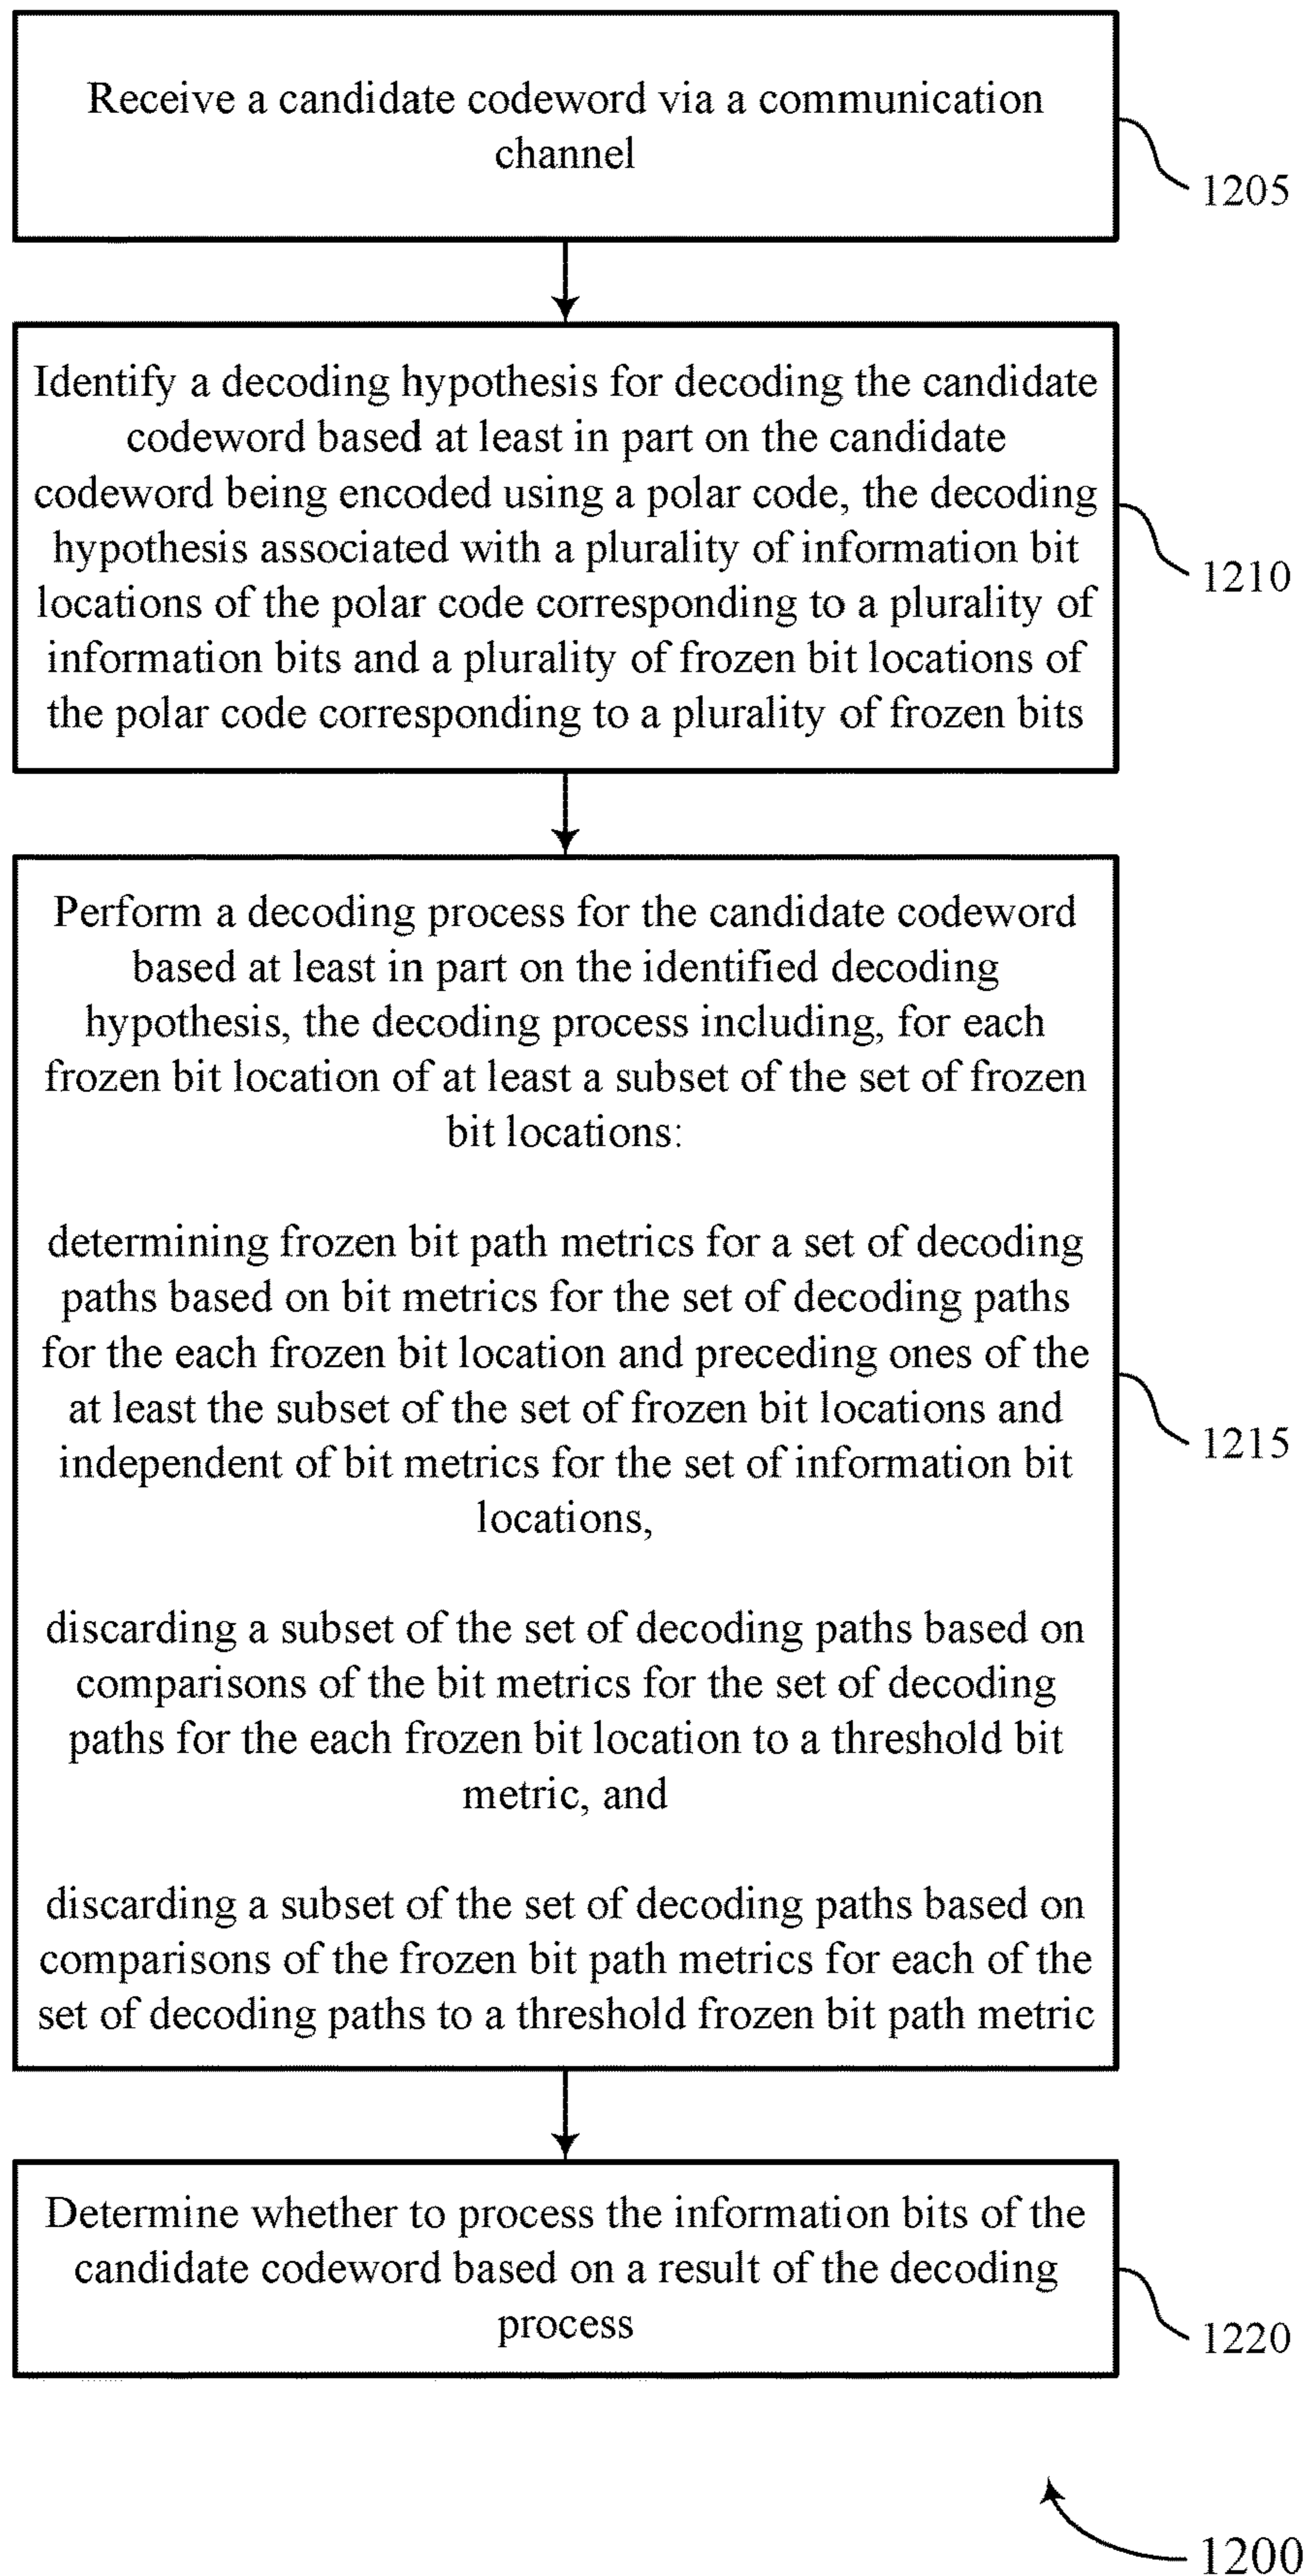 Receive a candidate codeword via a communication
channel
1205
Identify a decoding hypothesis for decoding the candidate
codeword based at least in part on the candidate
codeword being encoded using a polar code, the decoding
hypothesis associated with a plurality of information bit
locations of the polar code corresponding to a plurality of
information bits and a plurality of frozen bit locations of
the polar code corresponding to a plurality of frozen bits
1210
Perform a decoding process for the candidate codeword
based at least in part on the identified decoding
hypothesis, the decoding process including, for each
frozen bit location of at least a subset of the set of frozen
bit locations:
determining frozen bit path metrics for a set of decoding
paths based on bit metrics for the set of decoding paths
for the each frozen bit location and preceding ones of the
at least the subset of the set of frozen bit locations and
independent of bit metrics for the set of information bit
locations,
discarding a subset of the set of decoding paths based on
comparisons of the bit metrics for the set of decoding
paths for the each frozen bit location to a threshold bit
metric, and
discarding a subset of the set of decoding paths based on
comparisons of the frozen bit path metrics for each of the
set of decoding paths to a threshold frozen bit path metric
1215
Determine whether to process the information bits of the
candidate codeword based on a result of the decoding
process
1220
1200